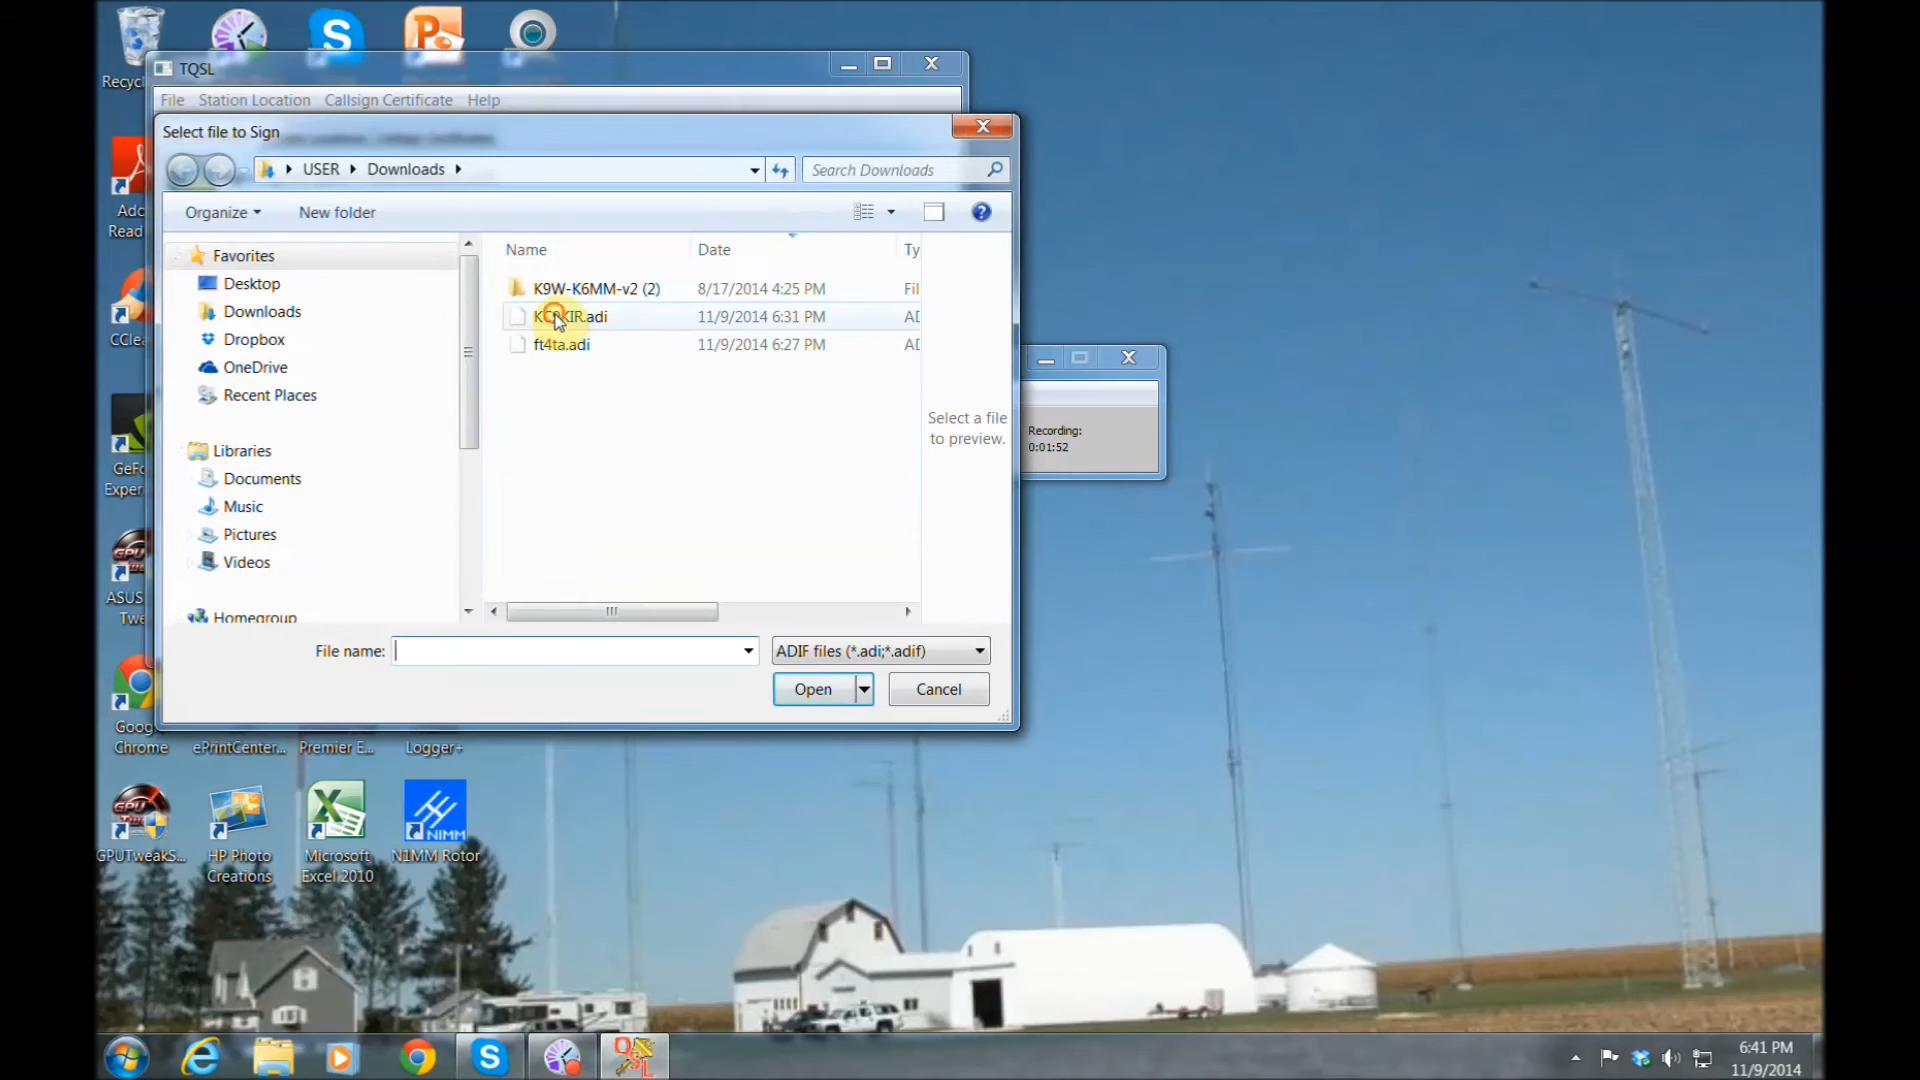 Recyc
TQSL
File Station Location Callsign Certificate Help
Select file to Sign
USER Downloads
Search Downloads
Organize New folder
Name Date Ty
K9W-K6MM-v2 (2) 8/17/2014 4:25 PM Fil
11/9/2014 6:31 PM AD
ft4ta.adi 11/9/2014 6:27 PM AD
Favorites
Desktop
Downloads
Dropbox
OneDrive
Recent Places
Libraries
Documents
Music
Pictures
Videos
Homegroup
Select a file
to preview.
Recording:
0:01:52
File name: ADIF files (*.adi;*.adif)
Open Cancel
Ado
Read
CCle
GeFo
Experi
ASUS
Twe
Goog
Chrome
ePrintCenter...
Premier E...
Logger+
GPUTweakS...
HP Photo
Creations
Microsoft
Excel 2010
N1MM
N1MM Rotor
QSL
6:41 PM
11/9/2014